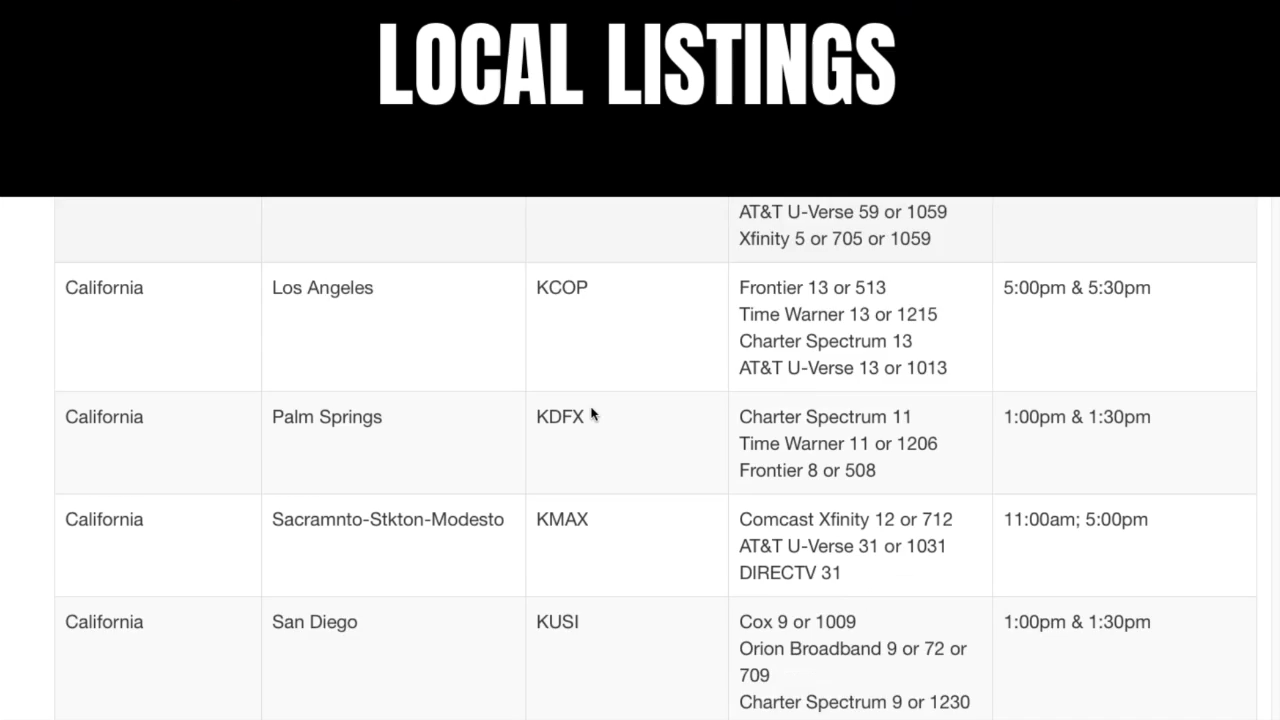 LOCAL LISTINGS
AT&T U-Verse 59 or 1059
Xfinity 5 or 705 or 1059
California Los Angeles KCOP Frontier 13 or 513 5:00pm & 5:30pm
Time Warner 13 or 1215
Charter Spectrum 13
AT&T U-Verse 13 or 1013
California Palm Springs KDFX Charter Spectrum 11 1:00pm & 1:30pm
Time Warner 11 or 1206
Frontier 8 or 508
California Sacramnto-Stkton-Modesto KMAX Comcast Xfinity 12 or 712 11:00am; 5:00pm
AT&T U-Verse 31 or 1031
DIRECTV 31
California San Diego KUSI Cox 9 or 1009 1:00pm & 1:30pm
Orion Broadband 9 or 72 or
709
Charter Spectrum 9 or 1230